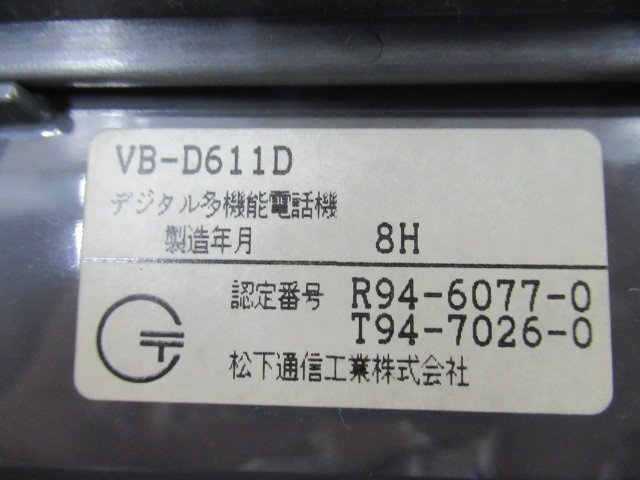 VB-D611D
デジタル多機能電話機
製造年月 8H
認定番号 R94-6077-0
T94-7026-0
松下通信工業株式会社